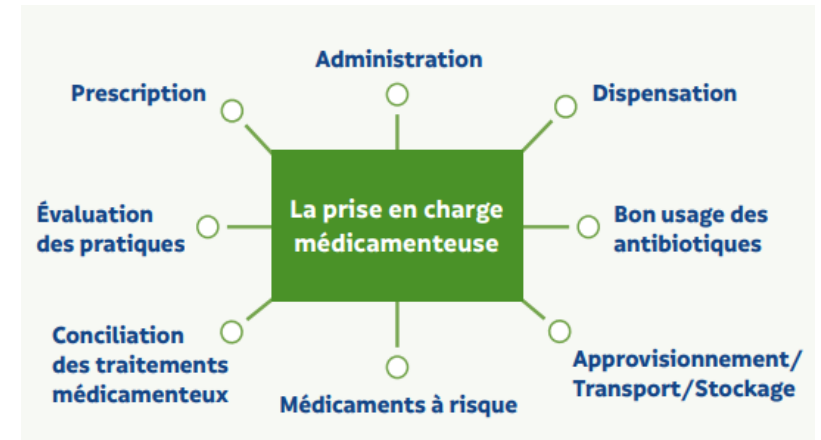 Administration
Prescription
Dispensation
La prise en charge
médicamenteuse
Évaluation
des pratiques
Bon usage des
antibiotiques
Conciliation
des traitements
médicamenteux
Médicaments à risque
Approvisionnement/
Transport/Stockage